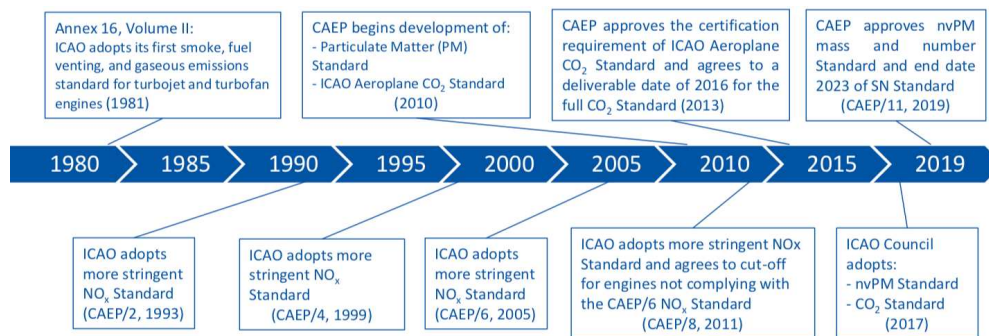 Annex 16, Volume II:
ICAO adopts its first smoke, fuel
venting, and gaseous emissions
standard for turbojet and turbofan
engines (1981)
CAEP begins development of:
- Particulate Matter (PM)
Standard
- ICAO Aeroplane CO₂ Standard
(2010)
CAEP approves the certification
requirement of ICAO Aeroplane
CO₂ Standard and agrees to a
deliverable date of 2016 for the
full CO₂ Standard (2013)
CAEP approves nvPM
mass and number
Standard and end date
2023 of SN Standard
(CAEP/11, 2019)
1980 1985 1990 1995 2000 2005 2010 2015 2019
ICAO adopts
more stringent
NOₓ Standard
(CAEP/2, 1993)
ICAO adopts more
stringent NOₓ
Standard
(CAEP/4, 1999)
ICAO adopts
more stringent
NOₓ Standard
(CAEP/6, 2005)
ICAO adopts more stringent NOx
Standard and agrees to cut-off
for engines not complying with
the CAEP/6 NOₓ Standard
(CAEP/8, 2011)
ICAO Council
adopts:
- nvPM Standard
- CO₂ Standard
(2017)